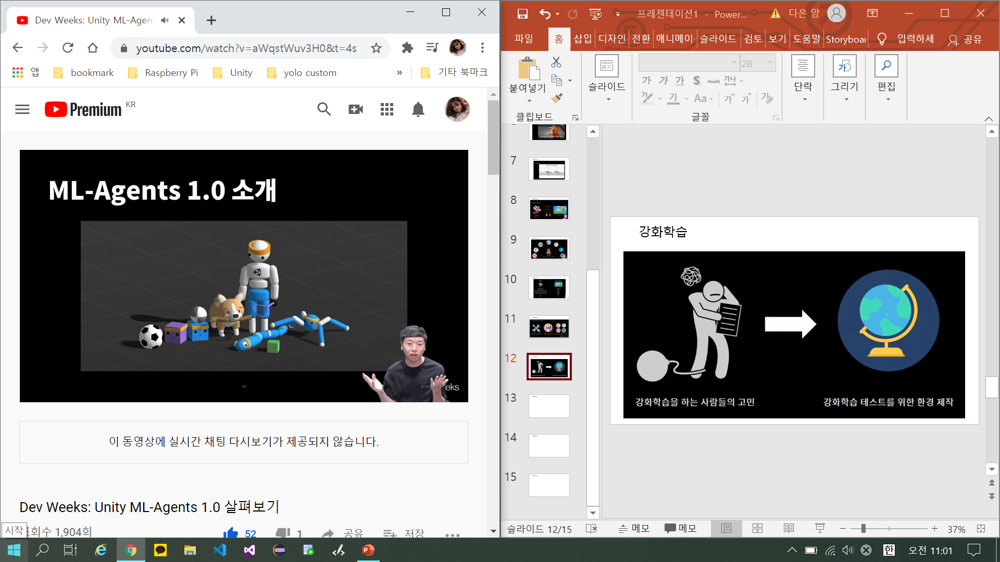 Dev Weeks: Unity ML-Agent
youtube.com/watch?v=aWqstWuv3H0&t=4s
앱
bookmark
Raspberry Pi
Unity
yolo custom
»
기타 북마크
Premium
KR
ML-Agents 1.0 소개
20
eks
이 동영상에 실시간 채팅 다시보기가 제공되지 않습니다.
Dev Weeks: Unity ML-Agents 1.0 살펴보기
시작
회수 1,904회
52
1
공유
저장
프레젠테이션1 - Power...
다운 양
파일
홈
삽입
디자인
전환
애니메이
슬라이드
검토
보기
도움말
Storyboar
입력하세
공유
붙여넣기
클립보드
슬라이드
28
가 가 가 S 가나다 간나
가 가 Aa 가 가 가
글꼴
단락
그리기
편집
7
8
9
10
11
12
13
14
15
강화학습
강화학습을 하는 사람들의 고민
강화학습 테스트를 위한 환경 제작
슬라이드 12/15
메모
메모
37%
한
오전 11:01